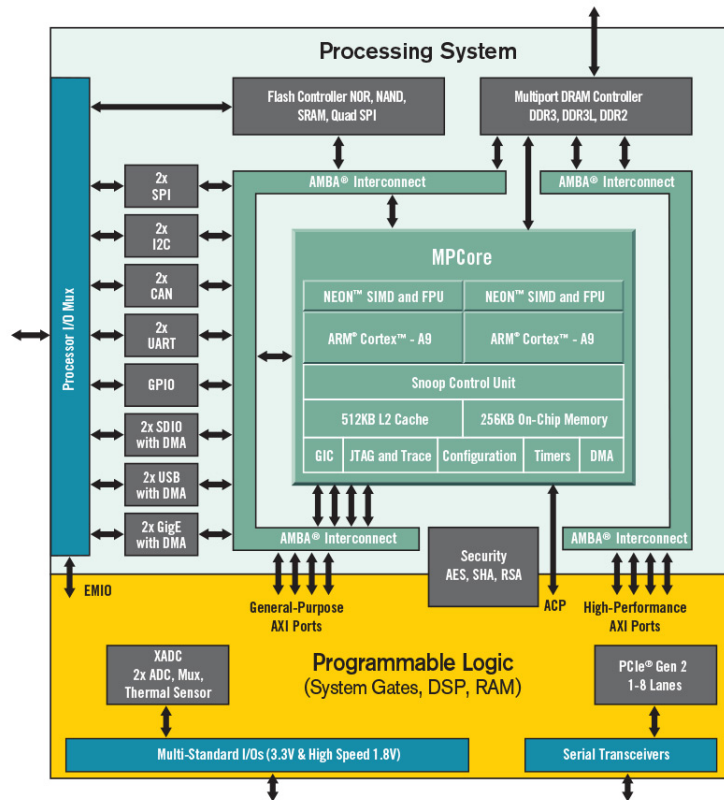 Processing System
Flash Controller NOR, NAND,
SRAM, Quad SPI
Multiport DRAM Controller
DDR3, DDR3L, DDR2
AMBA® Interconnect
AMBA® Interconnect
Processor I/O Mux
2x
SPI
2x
I2C
2x
CAN
2x
UART
GPIO
2x SDIO
with DMA
2x USB
with DMA
2x GigE
with DMA
MPCore
NEON™ SIMD and FPU
NEON™ SIMD and FPU
ARM® Cortex™ - A9
ARM® Cortex™ - A9
Snoop Control Unit
512KB L2 Cache
256KB On-Chip Memory
GIC
JTAG and Trace
Configuration
Timers
DMA
AMBA® Interconnect
Security
AES, SHA, RSA
AMBA® Interconnect
EMIO
General-Purpose
AXI Ports
ACP
High-Performance
AXI Ports
XADC
2x ADC, Mux,
Thermal Sensor
Programmable Logic
(System Gates, DSP, RAM)
PCIe® Gen 2
1-8 Lanes
Multi-Standard I/Os (3.3V & High Speed 1.8V)
Serial Transceivers